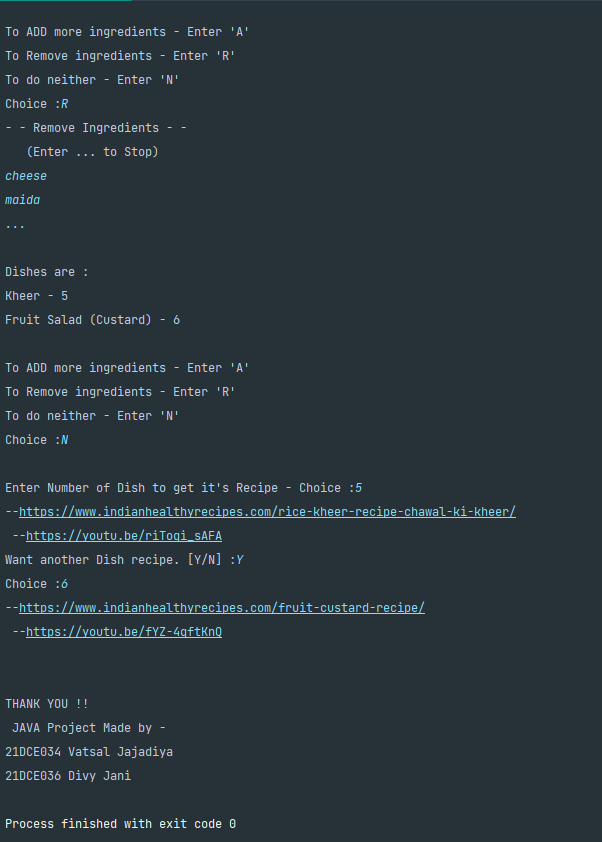 To ADD more ingredients - Enter 'A'
To Remove ingredients - Enter 'R'
To do neither - Enter 'N'
Choice :R
- - Remove Ingredients - -
(Enter ... to Stop)
cheese
maida
...
Dishes are :
Kheer - 5
Fruit Salad (Custard) - 6
To ADD more ingredients - Enter 'A'
To Remove ingredients - Enter 'R'
To do neither - Enter 'N'
Choice :N
Enter Number of Dish to get it's Recipe - Choice :5
--https://www.indianhealthyrecipes.com/rice-kheer-recipe-chawal-ki-kheer/
--https://youtu.be/riToqi_sAFA
Want another Dish recipe. [Y/N] :Y
Choice :6
--https://www.indianhealthyrecipes.com/fruit-custard-recipe/
--https://youtu.be/fYZ-4gftKnQ
THANK YOU !!
JAVA Project Made by -
21DCE034 Vatsal Jajadiya
21DCE036 Divy Jani
Process finished with exit code 0